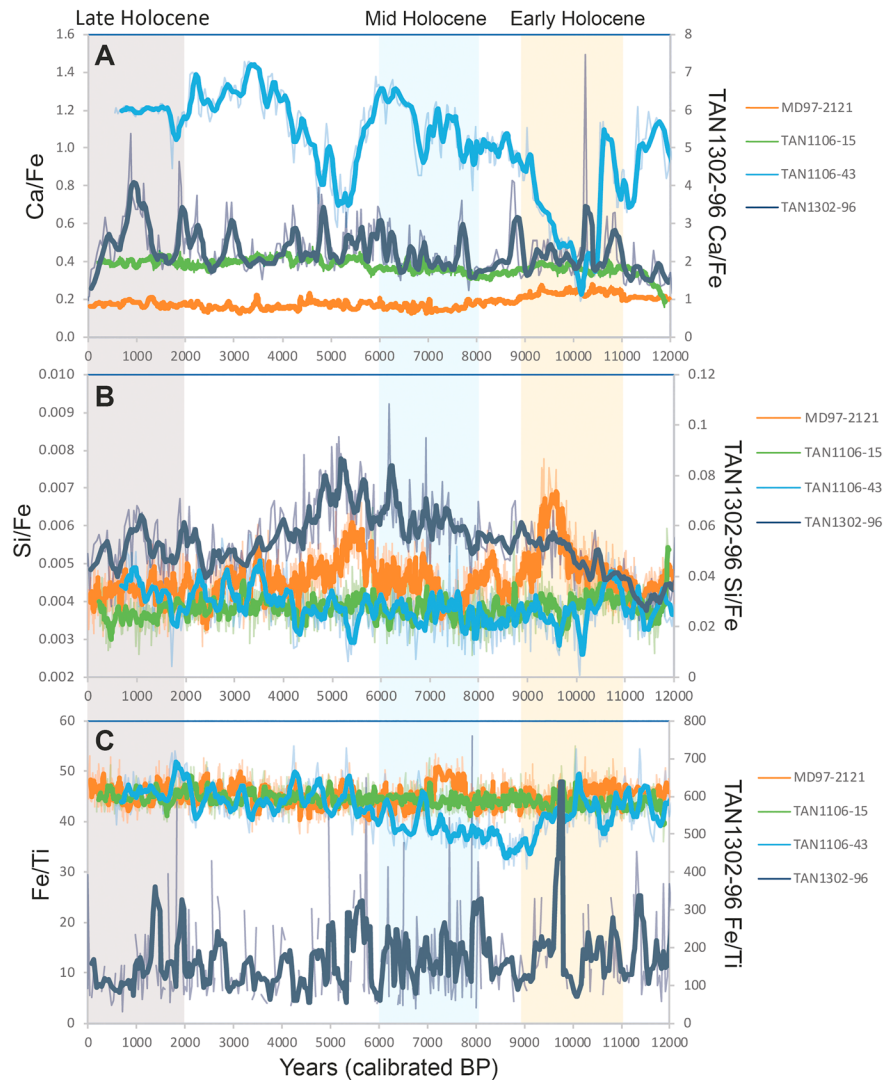 Late Holocene
Mid Holocene
Early Holocene
A
Ca/Fe
1.6
1.4
1.2
1.0
0.8
0.6
0.4
0.2
0.0
0 1000 2000 3000 4000 5000 6000 7000 8000 9000 10000 11000 12000
8
7
6
5
4
3
2
1
0
TAN1302-96 Ca/Fe
MD97-2121
TAN1106-15
TAN1106-43
TAN1302-96
B
Si/Fe
0.010
0.009
0.008
0.007
0.006
0.005
0.004
0.003
0.002
0 1000 2000 3000 4000 5000 6000 7000 8000 9000 10000 11000 12000
0.12
0.1
0.08
0.06
0.04
0.02
0
TAN1302-96 Si/Fe
MD97-2121
TAN1106-15
TAN1106-43
TAN1302-96
C
Fe/Ti
60
50
40
30
20
10
0
0 1000 2000 3000 4000 5000 6000 7000 8000 9000 10000 11000 12000
800
700
600
500
400
300
200
100
0
TAN1302-96 Fe/Ti
MD97-2121
TAN1106-15
TAN1106-43
TAN1302-96
Years (calibrated BP)